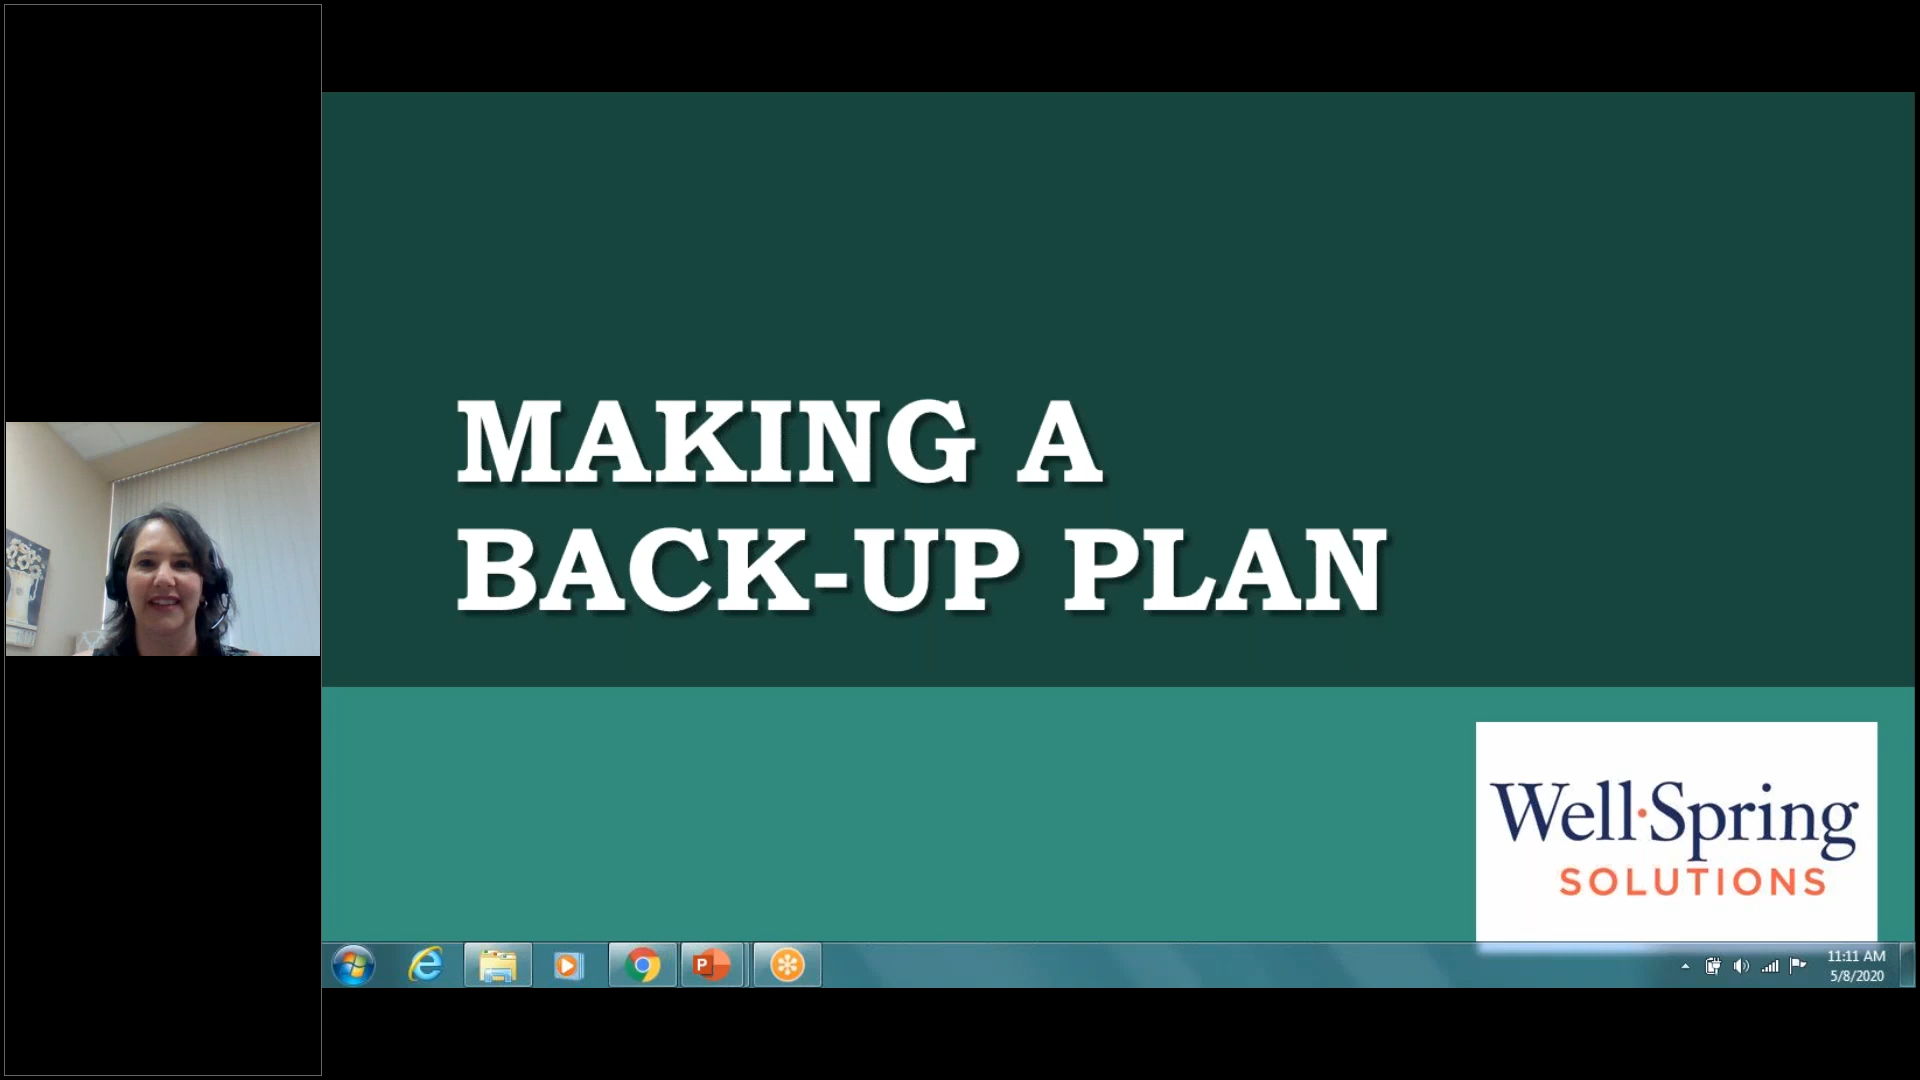 MAKING A
BACK-UP PLAN
Well·Spring
SOLUTIONS
P
11:11 AM
5/8/2020